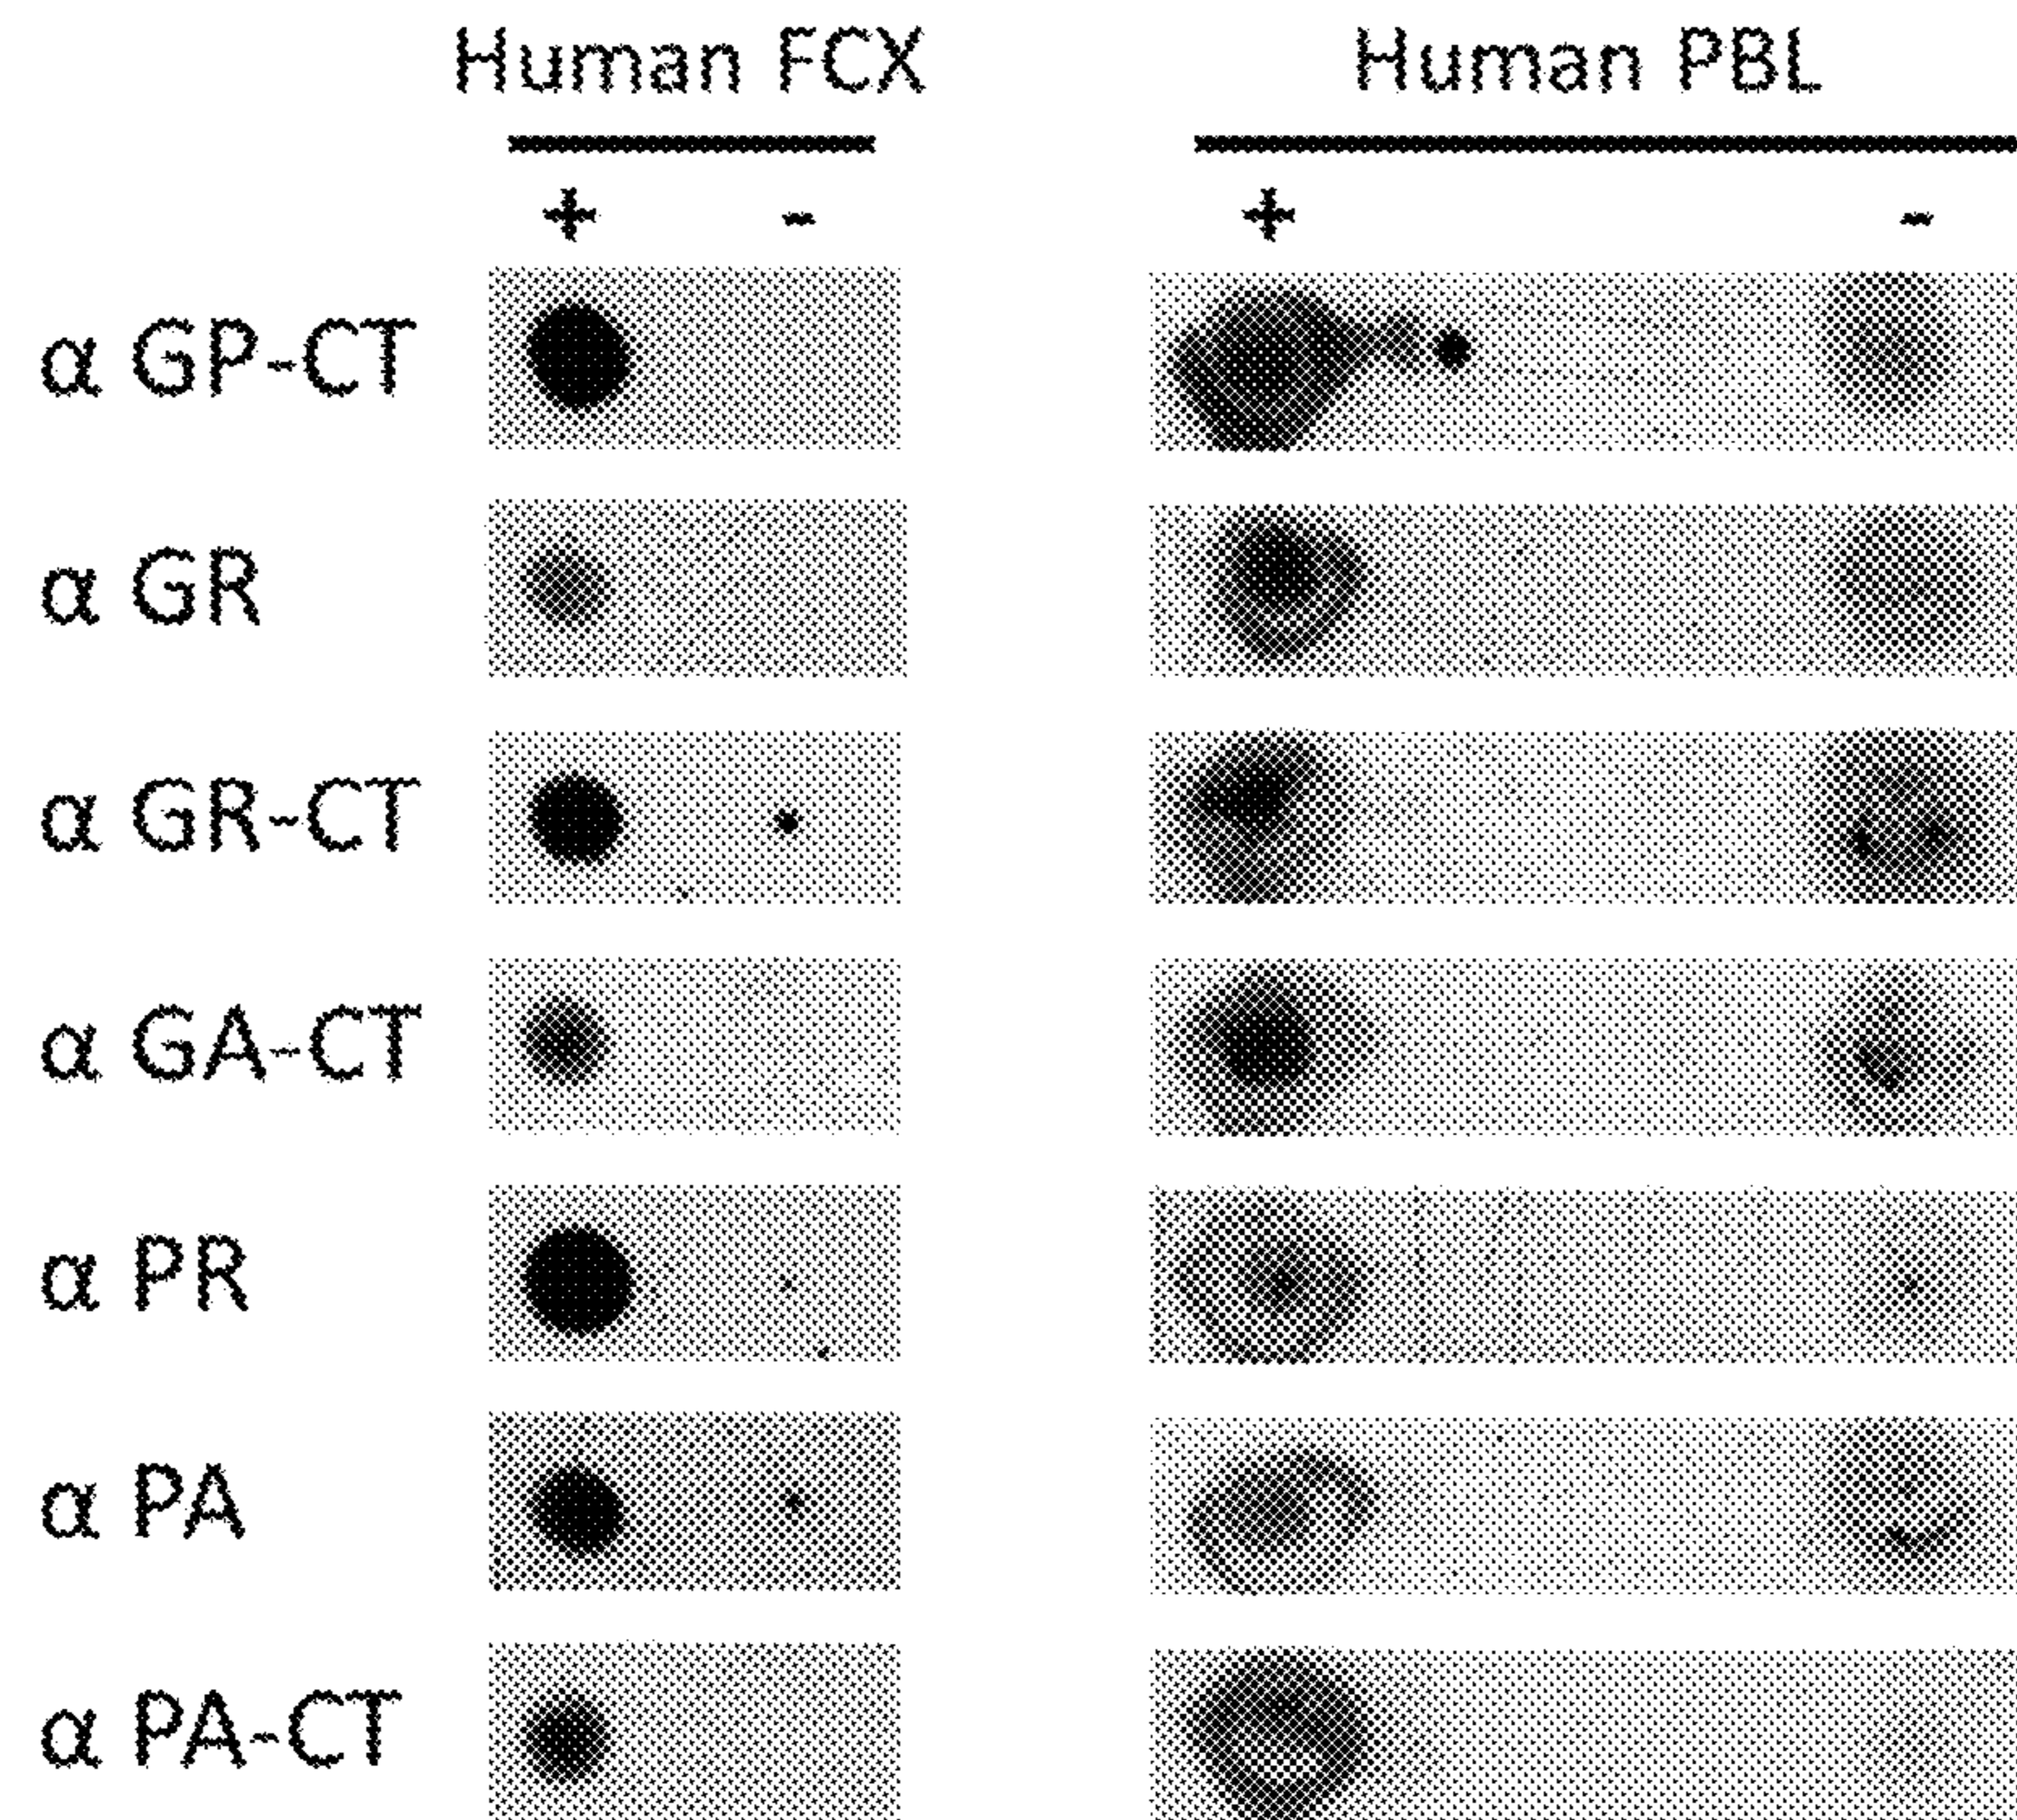 Human FCX Human PBL
+ - + -
α GP-CT
α GR
α GR-CT
α GA-CT
α PR
α PA
α PA-CT